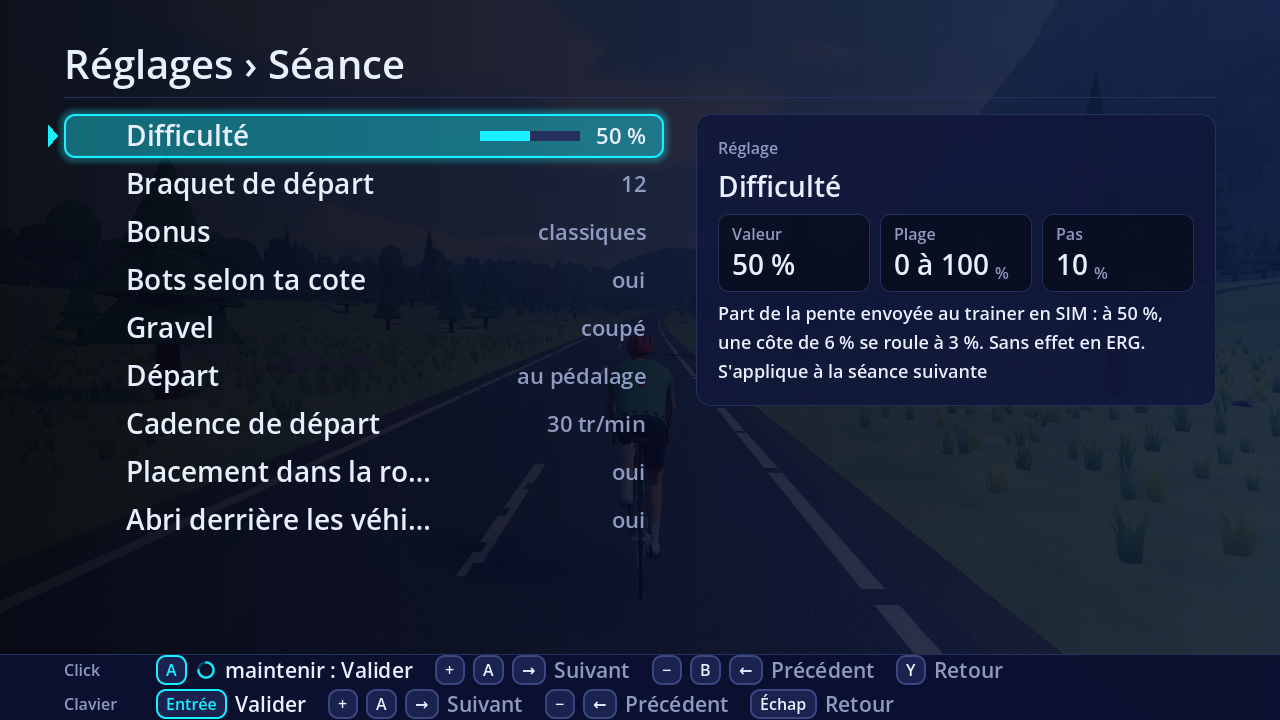 Réglages › Séance
Difficulté 50 %
Braquet de départ 12
Bonus classiques
Bots selon ta cote oui
Gravel coupé
Départ au pédalage
Cadence de départ 30 tr/min
Placement dans la ro... oui
Abri derrière les véhi... oui
Réglage
Difficulté
Valeur Plage Pas
50 % 0 à 100 % 10 %
Part de la pente envoyée au trainer en SIM : à 50 %,
une côte de 6 % se roule à 3 %. Sans effet en ERG.
S'applique à la séance suivante
Click A maintenir : Valider + A → Suivant − B ← Précédent Y Retour
Clavier Entrée Valider + A → Suivant − ← Précédent Échap Retour